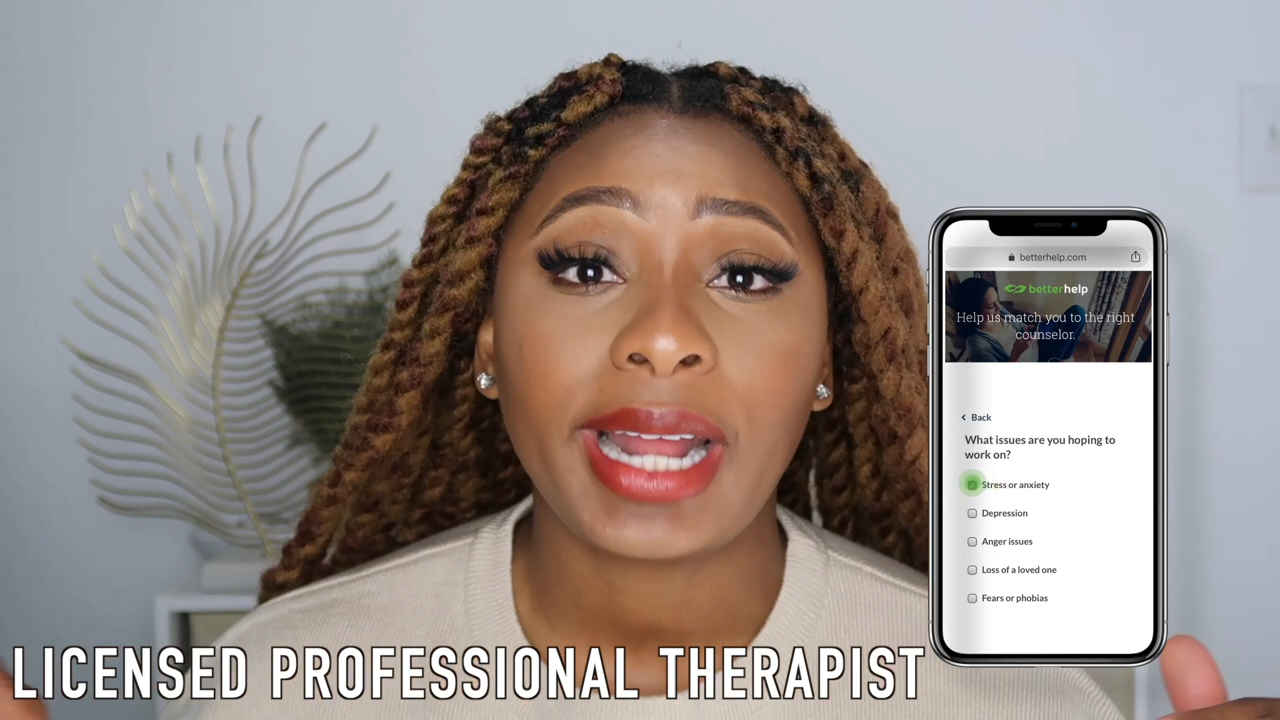 betterhelp.com
betterhelp
Help us match you to the right
counselor.
Back
What issues are you hoping to
work on?
Stress or anxiety
Depression
Anger issues
Loss of a loved one
Fears or phobias
LICENSED PROFESSIONAL THERAPIST